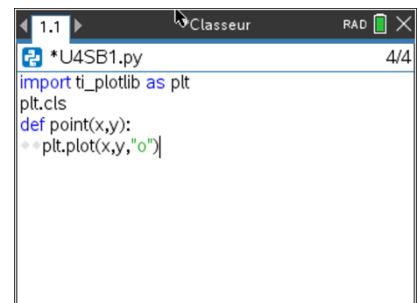 1.1 *Classeur RAD
*U4SB1.py 4/4
import ti_plotlib as plt
plt.cls
def point(x,y):
plt.plot(x,y,"o")